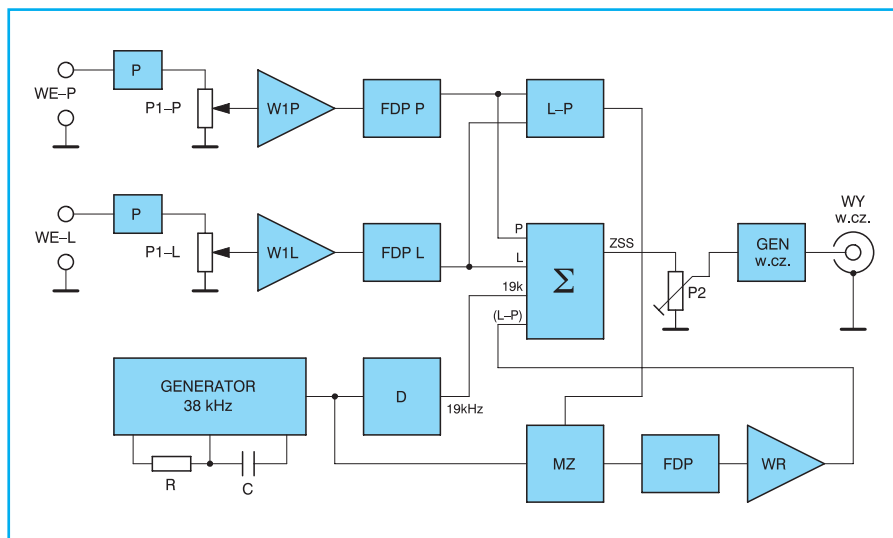 P
WE–P
P1–P
W1P
FDP P
L–P
P
WE–L
P1–L
W1L
FDP L
P
L
19k
(L–P)
Σ
ZSS
P2
GEN
w.cz.
WY
w.cz.
GENERATOR
38 kHz
R
C
D
19kHz
MZ
FDP
WR